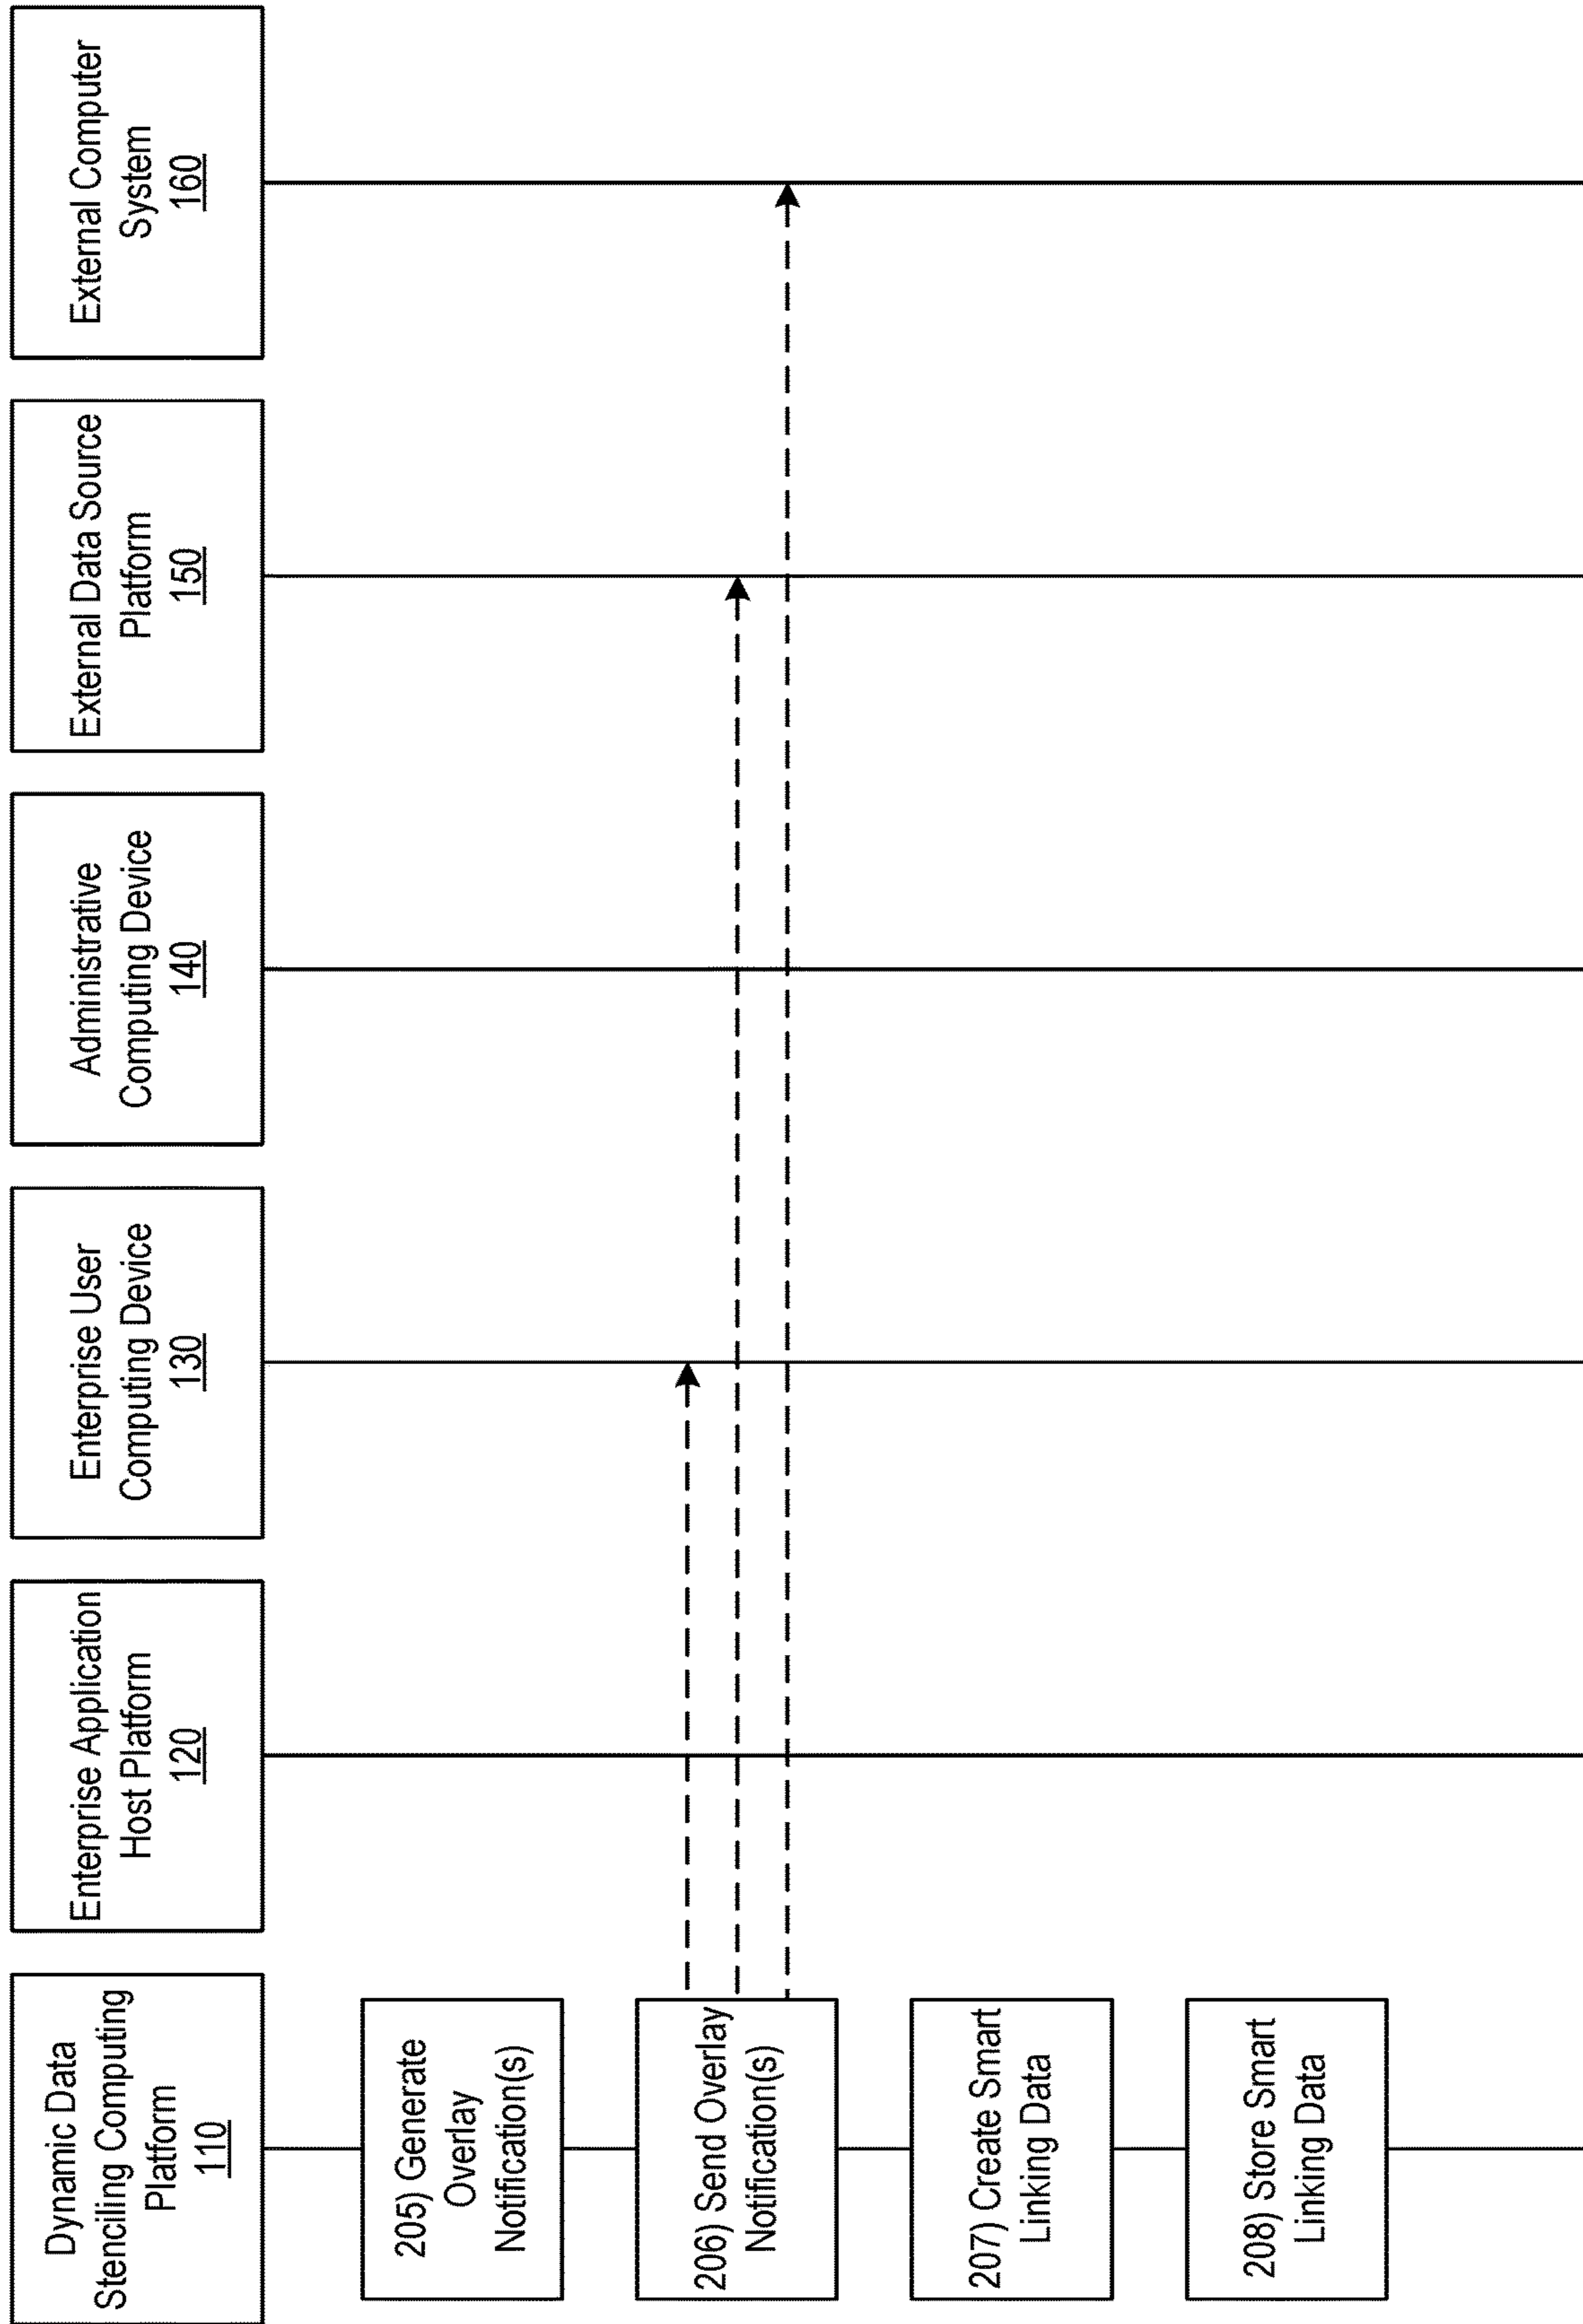 Dynamic Data
Stenciling Computing
Platform
110
Enterprise Application
Host Platform
120
Enterprise User
Computing Device
130
Administrative
Computing Device
140
External Data Source
Platform
150
External Computer
System
160
205) Generate
Overlay
Notification(s)
206) Send Overlay
Notification(s)
207) Create Smart
Linking Data
208) Store Smart
Linking Data